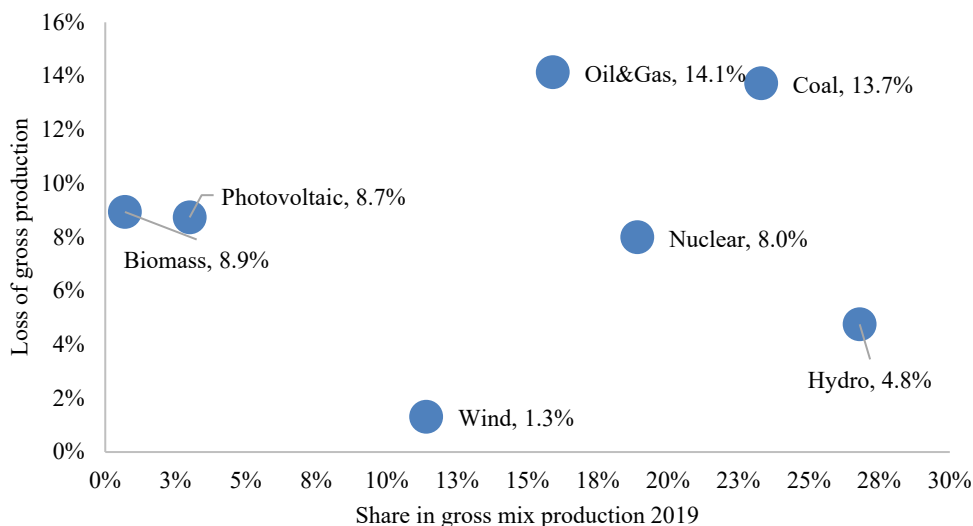 16%
14%
12%
10%
8%
6%
4%
2%
0%
Loss of gross production
Oil&Gas, 14.1%
Coal, 13.7%
Photovoltaic, 8.7%
Biomass, 8.9%
Nuclear, 8.0%
Hydro, 4.8%
Wind, 1.3%
0% 3% 5% 8% 10% 13% 15% 18% 20% 23% 25% 28% 30%
Share in gross mix production 2019